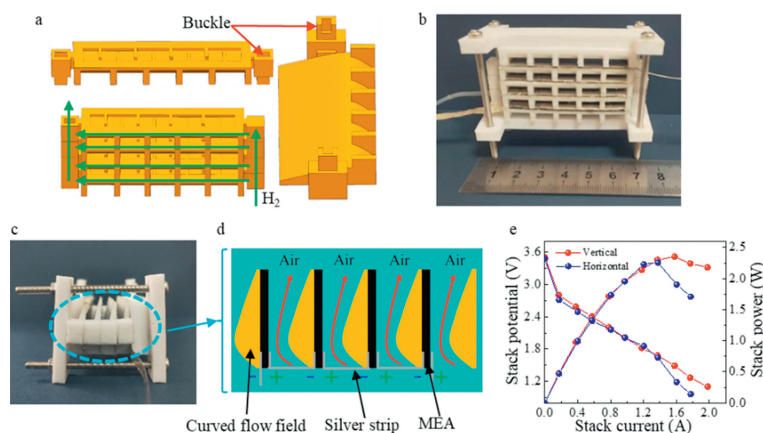 a
Buckle
H₂
b
1 2 3 4 5 6 7 8
c
d
Air Air Air Air
- + - + - + - +
Curved flow field
Silver strip
MEA
e
Vertical
Horizontal
Stack potential (V)
3.6
3.0
2.4
1.8
1.2
Stack power (W)
2.5
2.0
1.5
1.0
0.5
0.0
0.0 0.4 0.8 1.2 1.6 2.0
Stack current (A)